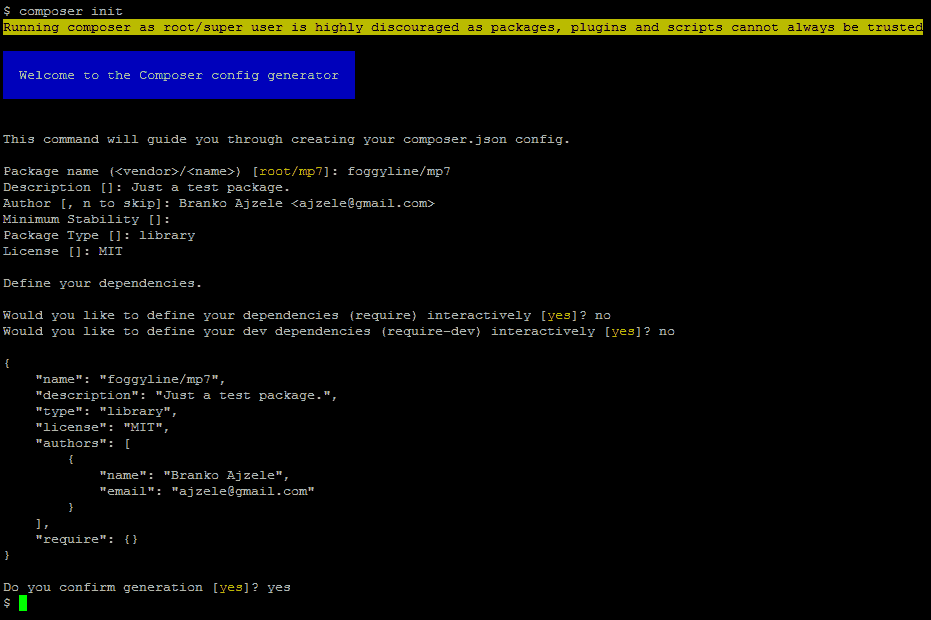 $ composer init
Running composer as root/super user is highly discouraged as packages, plugins and scripts cannot always be trusted
Welcome to the Composer config generator
This command will guide you through creating your composer.json config.
Package name (<vendor>/<name>) [root/mp7]: foggyline/mp7
Description []: Just a test package.
Author [, n to skip]: Branko Ajzele <ajzele@gmail.com>
Minimum Stability []:
Package Type []: library
License []: MIT
Define your dependencies.
Would you like to define your dependencies (require) interactively [yes]? no
Would you like to define your dev dependencies (require-dev) interactively [yes]? no
{
    "name": "foggyline/mp7",
    "description": "Just a test package.",
    "type": "library",
    "license": "MIT",
    "authors": [
        {
            "name": "Branko Ajzele",
            "email": "ajzele@gmail.com"
        }
    ],
    "require": {}
}
Do you confirm generation [yes]? yes
$